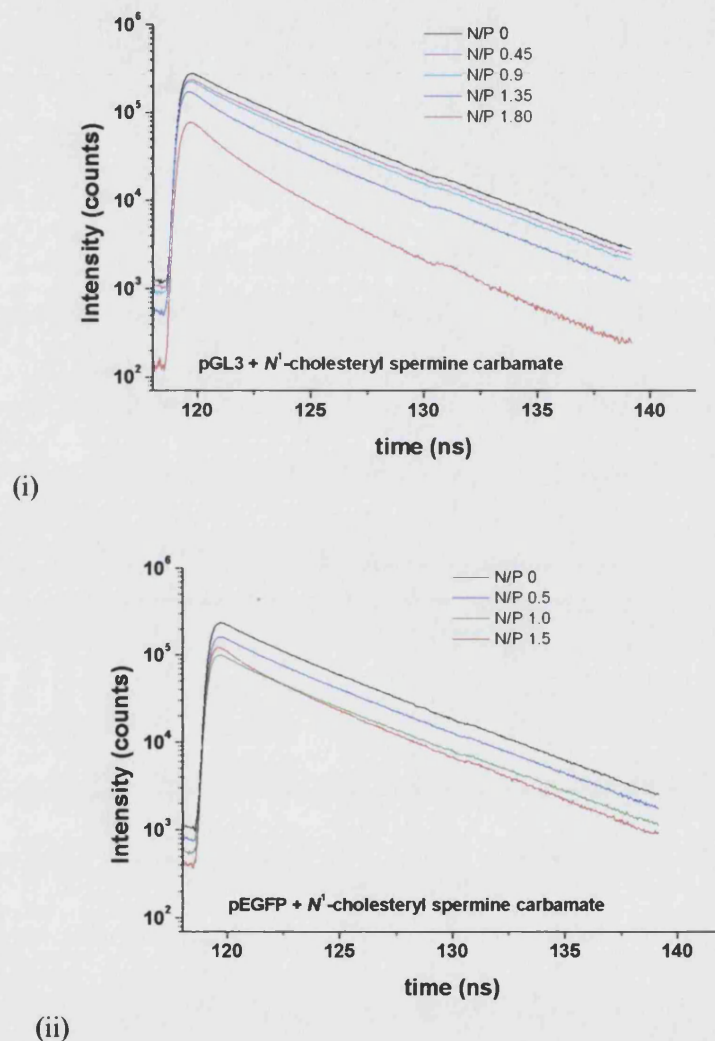 10⁶
10⁵
10⁴
10³
10²
Intensity (counts)
N/P 0
N/P 0.45
N/P 0.9
N/P 1.35
N/P 1.80
pGL3 + N¹-cholesteryl spermine carbamate
120 125 130 135 140
time (ns)
(i)
10⁶
10⁵
10⁴
10³
10²
Intensity (counts)
N/P 0
N/P 0.5
N/P 1.0
N/P 1.5
pEGFP + N¹-cholesteryl spermine carbamate
120 125 130 135 140
time (ns)
(ii)